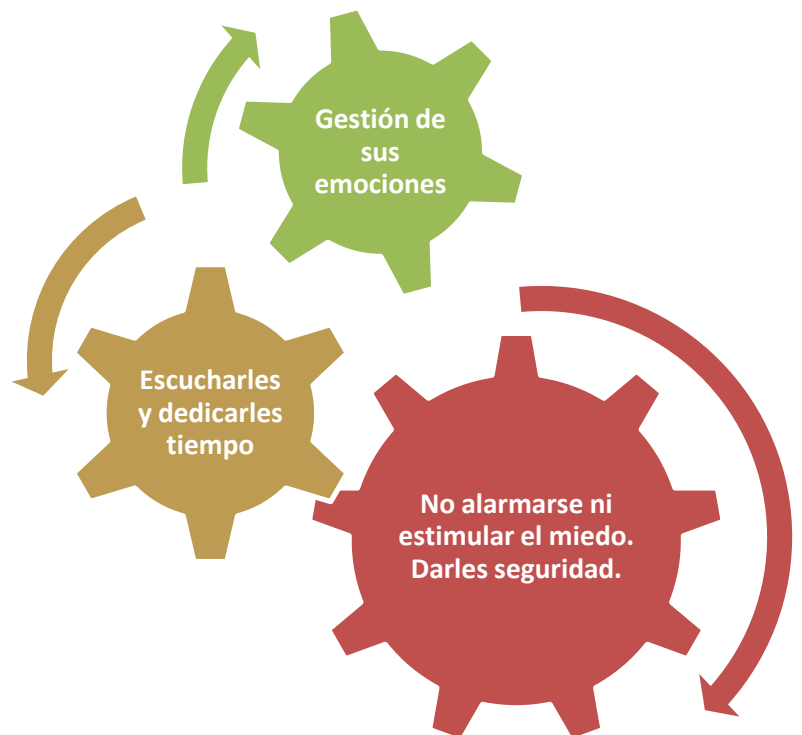 Gestión de
sus
emociones
Escucharles
y dedicarles
tiempo
No alarmarse ni
estimular el miedo.
Darles seguridad.